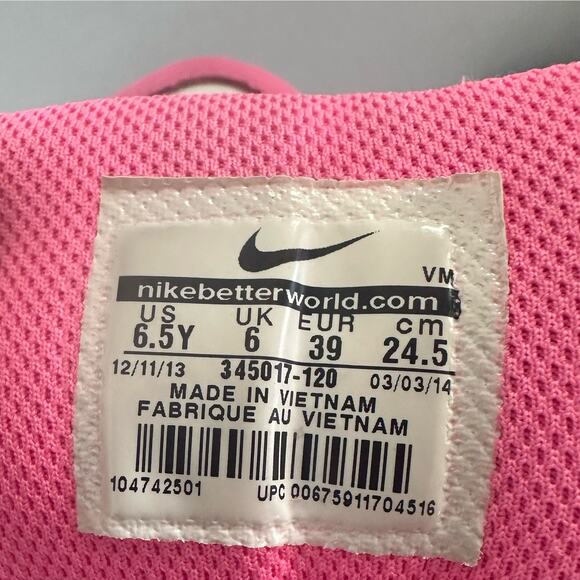 VM
nikebetterworld.com
US UK EUR cm
6.5Y 6 39 24.5
12/11/13 345017-120 03/03/14
MADE IN VIETNAM
FABRIQUE AU VIETNAM
104742501 UPC 00675911704516